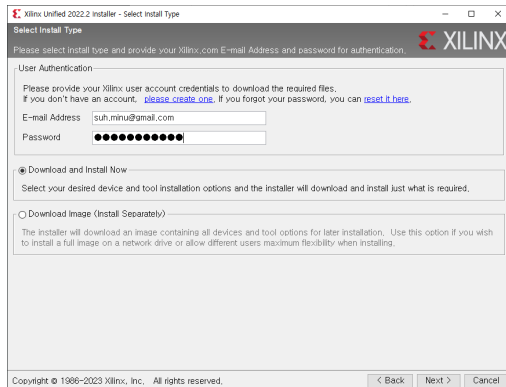 Xilinx Unified 2022.2 Installer - Select Install Type
Select Install Type
Please select install type and provide your Xilinx.com E-mail Address and password for authentication.
XILINX
User Authentication
Please provide your Xilinx user account credentials to download the required files.
If you don't have an account, please create one. If you forgot your password, you can reset it here.
E-mail Address suh.minu@gmail.com
Password ●●●●●●●●●●●
Download and Install Now
Select your desired device and tool installation options and the installer will download and install just what is required.
Download Image (Install Separately)
The installer will download an image containing all devices and tool options for later installation. Use this option if you wish
to install a full image on a network drive or allow different users maximum flexibility when installing.
Copyright © 1986-2023 Xilinx, Inc. All rights reserved.
< Back Next > Cancel